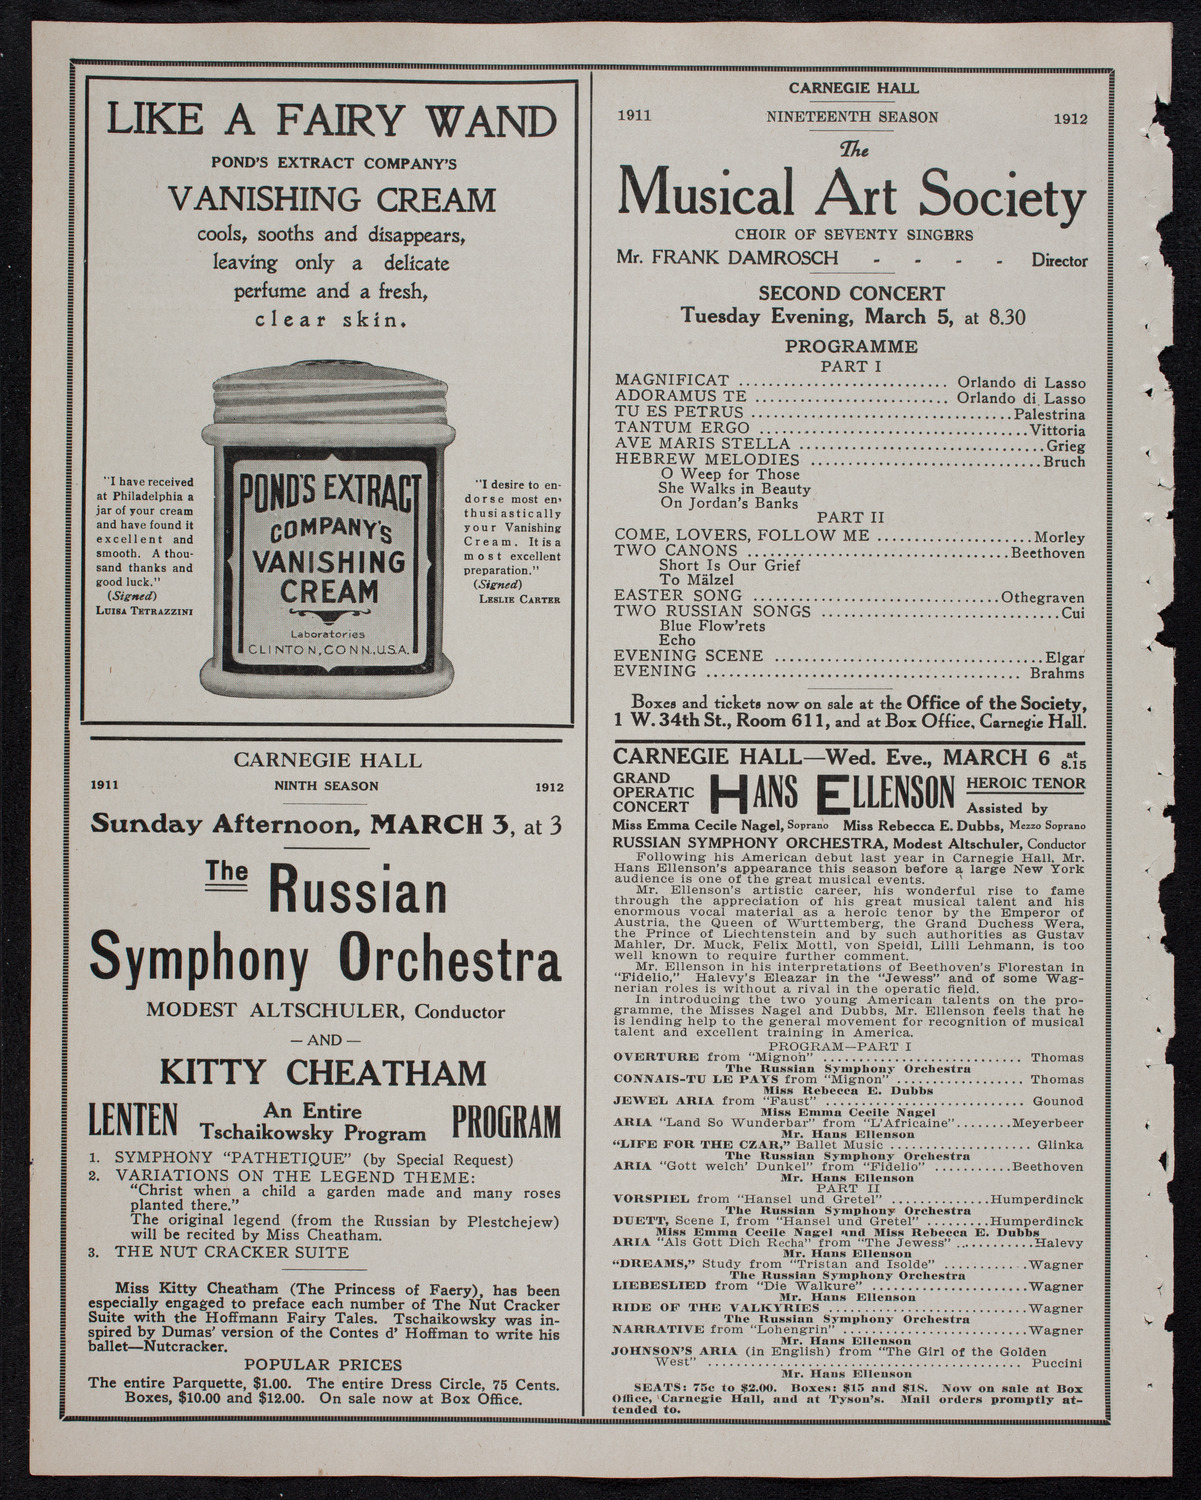 LIKE A FAIRY WAND
POND'S EXTRACT COMPANY'S
VANISHING CREAM
cools, sooths and disappears,
leaving only a delicate
perfume and a fresh,
clear skin.
"I have received
at Philadelphia a
jar of your cream
and have found it
excellent and
smooth. A thou-
sand thanks and
good luck."
(Signed)
LUISA TETRAZZINI
POND'S EXTRACT
COMPANY'S
VANISHING
CREAM
Laboratories
CLINTON, CONN., U.S.A.
"I desire to en-
dorse most en-
thusiastically
your Vanishing
Cream. It is a
most excellent
preparation."
(Signed)
LESLIE CARTER
CARNEGIE HALL
1911 NINTH SEASON 1912
Sunday Afternoon, MARCH 3, at 3
The Russian
Symphony Orchestra
MODEST ALTSCHULER, Conductor
— AND —
KITTY CHEATHAM
LENTEN An Entire PROGRAM
Tschaikowsky Program
1. SYMPHONY "PATHETIQUE" (by Special Request)
2. VARIATIONS ON THE LEGEND THEME:
"Christ when a child a garden made and many roses
planted there."
The original legend (from the Russian by Plestchejew)
will be recited by Miss Cheatham.
3. THE NUT CRACKER SUITE
Miss Kitty Cheatham (The Princess of Faery), has been
especially engaged to preface each number of The Nut Cracker
Suite with the Hoffmann Fairy Tales. Tschaikowsky was in-
spired by Dumas' version of the Contes d' Hoffman to write his
ballet—Nutcracker.
POPULAR PRICES
The entire Parquette, $1.00. The entire Dress Circle, 75 Cents.
Boxes, $10.00 and $12.00. On sale now at Box Office.
CARNEGIE HALL
1911 NINETEENTH SEASON 1912
The
Musical Art Society
CHOIR OF SEVENTY SINGERS
Mr. FRANK DAMROSCH - - - - Director
SECOND CONCERT
Tuesday Evening, March 5, at 8.30
PROGRAMME
PART I
MAGNIFICAT ............................ Orlando di Lasso
ADORAMUS TE .......................... Orlando di Lasso
TU ES PETRUS ...................................Palestrina
TANTUM ERGO ....................................Vittoria
AVE MARIS STELLA .................................Grieg
HEBREW MELODIES ...............................Bruch
O Weep for Those
She Walks in Beauty
On Jordan's Banks
PART II
COME, LOVERS, FOLLOW ME .....................Morley
TWO CANONS ...................................Beethoven
Short Is Our Grief
To Mälzel
EASTER SONG .................................Othegraven
TWO RUSSIAN SONGS .................................Cui
Blue Flow'rets
Echo
EVENING SCENE ....................................Elgar
EVENING ........................................... Brahms
Boxes and tickets now on sale at the Office of the Society,
1 W. 34th St., Room 611, and at Box Office, Carnegie Hall.
CARNEGIE HALL—Wed. Eve., MARCH 6 at 8.15
GRAND OPERATIC CONCERT HANS ELLENSON HEROIC TENOR
Assisted by
Miss Emma Cecile Nagel, Soprano Miss Rebecca E. Dubbs, Mezzo Soprano
RUSSIAN SYMPHONY ORCHESTRA, Modest Altschuler, Conductor
Following his American debut last year in Carnegie Hall, Mr.
Hans Ellenson's appearance this season before a large New York
audience is one of the great musical events.
Mr. Ellenson's artistic career, his wonderful rise to fame
through the appreciation of his great musical talent and his
enormous vocal material as a heroic tenor by the Emperor of
Austria, the Queen of Wurttemberg, the Grand Duchess Wera,
the Prince of Liechtenstein and by such authorities as Gustav
Mahler, Dr. Muck, Felix Mottl, von Speidl, Lilli Lehmann, is too
well known to require further comment.
Mr. Ellenson in his interpretations of Beethoven's Florestan in
"Fidelio," Halevy's Eleazar in the "Jewess" and of some Wag-
nerian roles is without a rival in the operatic field.
In introducing the two young American talents on the pro-
gramme, the Misses Nagel and Dubbs, Mr. Ellenson feels that he
is lending help to the general movement for recognition of musical
talent and excellent training in America.
PROGRAM—PART I
OVERTURE from "Mignon" ........................... Thomas
The Russian Symphony Orchestra
CONNAIS-TU LE PAYS from "Mignon" ................. Thomas
Miss Rebecca E. Dubbs
JEWEL ARIA from "Faust" ........................... Gounod
Miss Emma Cecile Nagel
ARIA "Land So Wunderbar" from "L'Africaine"........Meyerbeer
Mr. Hans Ellenson
"LIFE FOR THE CZAR," Ballet Music .................. Glinka
The Russian Symphony Orchestra
ARIA "Gott welch' Dunkel" from "Fidelio" ...........Beethoven
Mr. Hans Ellenson
PART II
VORSPIEL from "Hansel und Gretel" .............Humperdinck
The Russian Symphony Orchestra
DUETT, Scene I, from "Hansel und Gretel" .........Humperdinck
Miss Emma Cecile Nagel and Miss Rebecca E. Dubbs
ARIA "Als Gott Dich Recha" from "The Jewess" ...........Halevy
Mr. Hans Ellenson
"DREAMS," Study from "Tristan and Isolde" ...........Wagner
The Russian Symphony Orchestra
LIEBESLIED from "Die Walkure" ......................Wagner
Mr. Hans Ellenson
RIDE OF THE VALKYRIES ...........................Wagner
The Russian Symphony Orchestra
NARRATIVE from "Lohengrin" .........................Wagner
Mr. Hans Ellenson
JOHNSON'S ARIA (in English) from "The Girl of the Golden
West" .......................................... Puccini
Mr. Hans Ellenson
SEATS: 75c to $2.00. Boxes: $15 and $18. Now on sale at Box
Office, Carnegie Hall, and at Tyson's. Mail orders promptly at-
tended to.